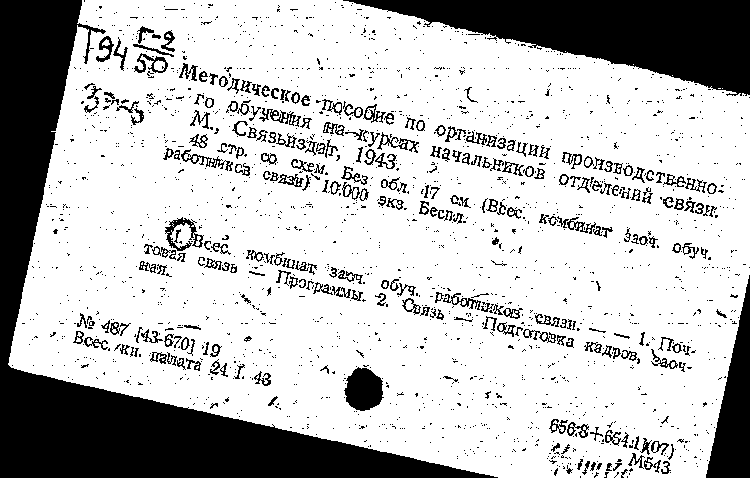 Т94 Г-2
50
3 экз
Методическое пособие по организации производственно-
го обучения на курсах начальников отделений связи.
М., Связьиздат, 1943.
48 стр. со схем. Без обл. 17 см. (Всес. комбинат заоч. обуч.
работников связи) 10.000 экз. Беспл.
1. Всес. комбинат заоч. обуч. работников связи. — — 1. Поч-
товая связь — Программы. 2. Связь — Подготовка кадров, заоч-
ная.
№ 487 [43-670] 19
Всес. кн. палата 24 I. 43
656.8+654.1](07)
М543